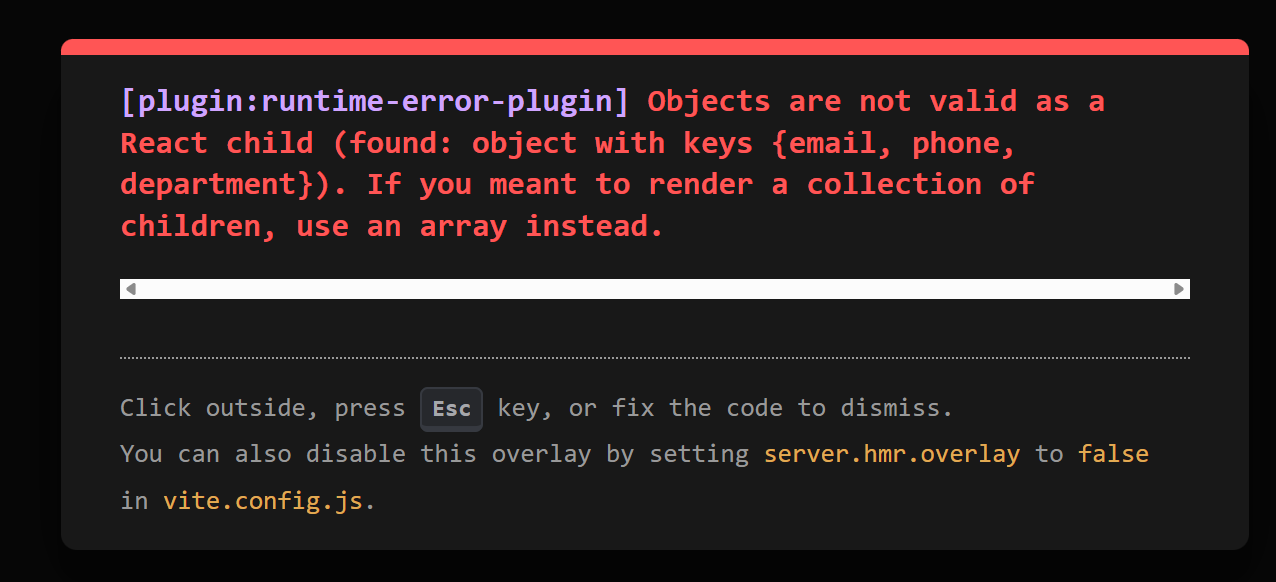 [plugin:runtime-error-plugin] Objects are not valid as a
React child (found: object with keys {email, phone,
department}). If you meant to render a collection of
children, use an array instead.
Click outside, press Esc key, or fix the code to dismiss.
You can also disable this overlay by setting server.hmr.overlay to false
in vite.config.js.